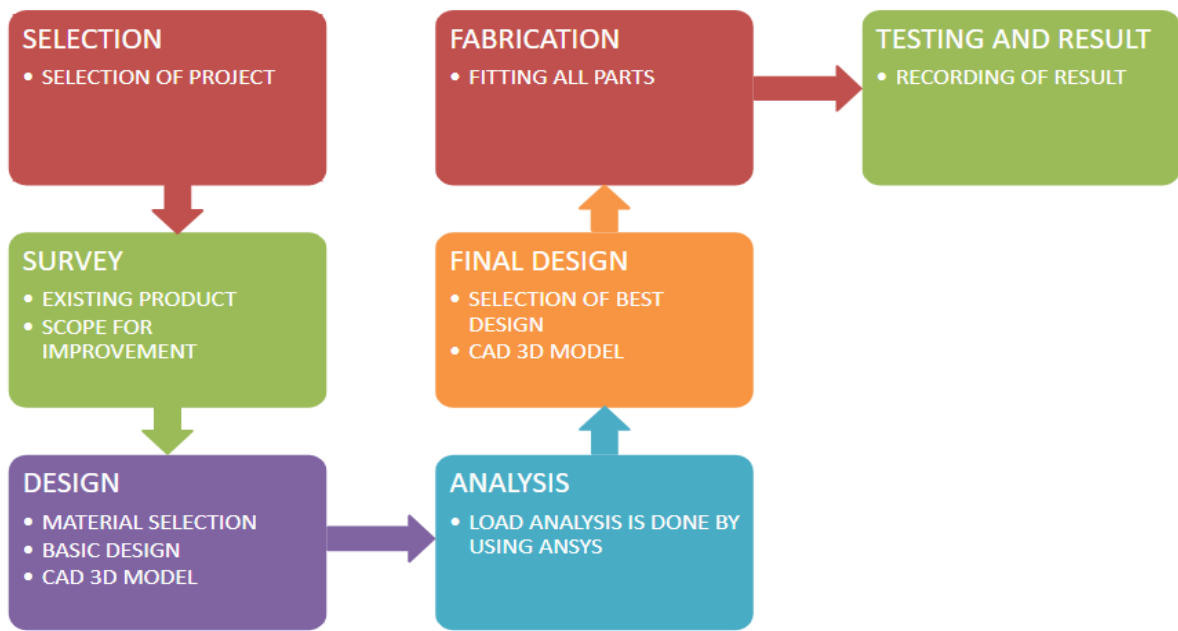 SELECTION
• SELECTION OF PROJECT
SURVEY
• EXISTING PRODUCT
• SCOPE FOR
IMPROVEMENT
DESIGN
• MATERIAL SELECTION
• BASIC DESIGN
• CAD 3D MODEL
ANALYSIS
• LOAD ANALYSIS IS DONE BY
USING ANSYS
FINAL DESIGN
• SELECTION OF BEST
DESIGN
• CAD 3D MODEL
FABRICATION
• FITTING ALL PARTS
TESTING AND RESULT
• RECORDING OF RESULT